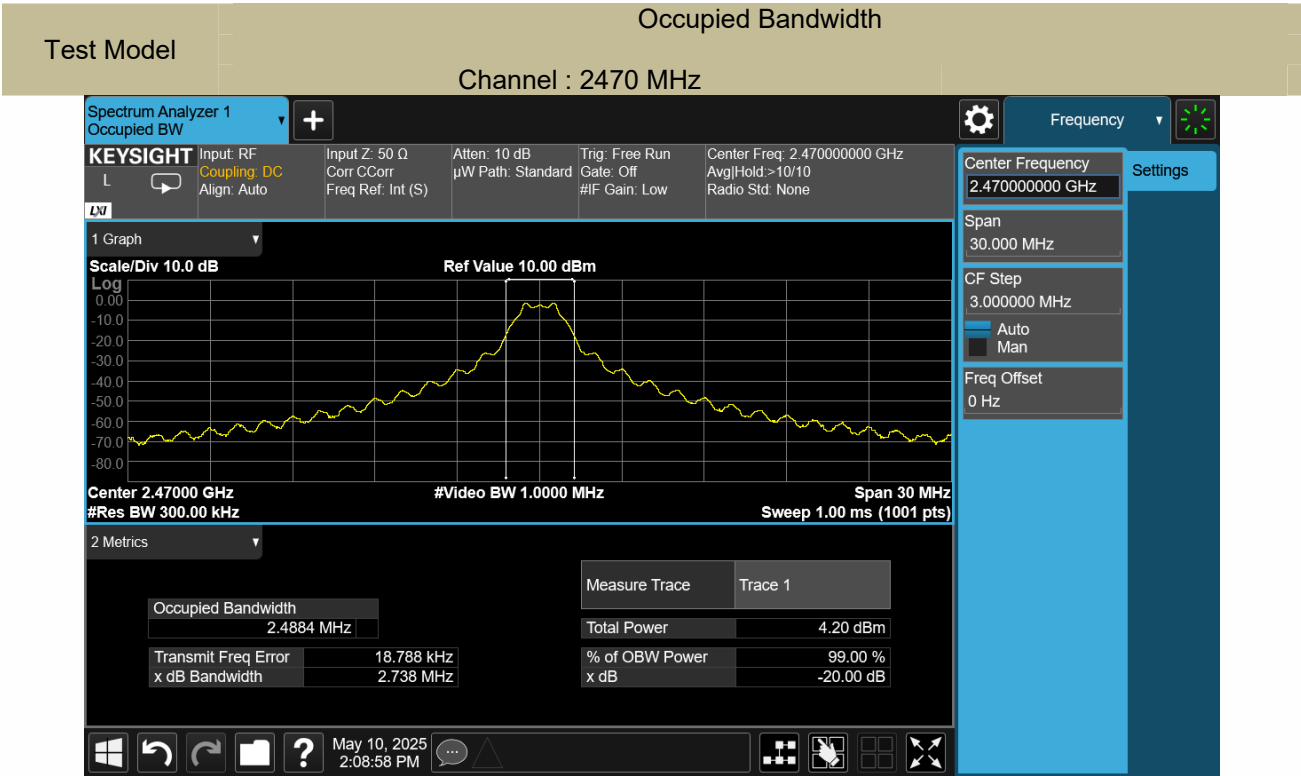 Occupied Bandwidth
Test Model
Channel : 2470 MHz
Spectrum Analyzer 1
Occupied BW
Frequency
KEYSIGHT
L
LXI
Input: RF
Coupling: DC
Align: Auto
Input Z: 50 Ω
Corr CCorr
Freq Ref: Int (S)
Atten: 10 dB
µW Path: Standard
Trig: Free Run
Gate: Off
#IF Gain: Low
Center Freq: 2.470000000 GHz
Avg|Hold:>10/10
Radio Std: None
Center Frequency
2.470000000 GHz
Settings
Span
30.000 MHz
CF Step
3.000000 MHz
Auto
Man
Freq Offset
0 Hz
1 Graph
Scale/Div 10.0 dB
Ref Value 10.00 dBm
Log
0.00
-10.0
-20.0
-30.0
-40.0
-50.0
-60.0
-70.0
-80.0
Center 2.47000 GHz
#Video BW 1.0000 MHz
Span 30 MHz
#Res BW 300.00 kHz
Sweep 1.00 ms (1001 pts)
2 Metrics
Measure Trace Trace 1
Occupied Bandwidth
2.4884 MHz
Total Power 4.20 dBm
Transmit Freq Error 18.788 kHz
% of OBW Power 99.00 %
x dB Bandwidth 2.738 MHz
x dB -20.00 dB
May 10, 2025
2:08:58 PM